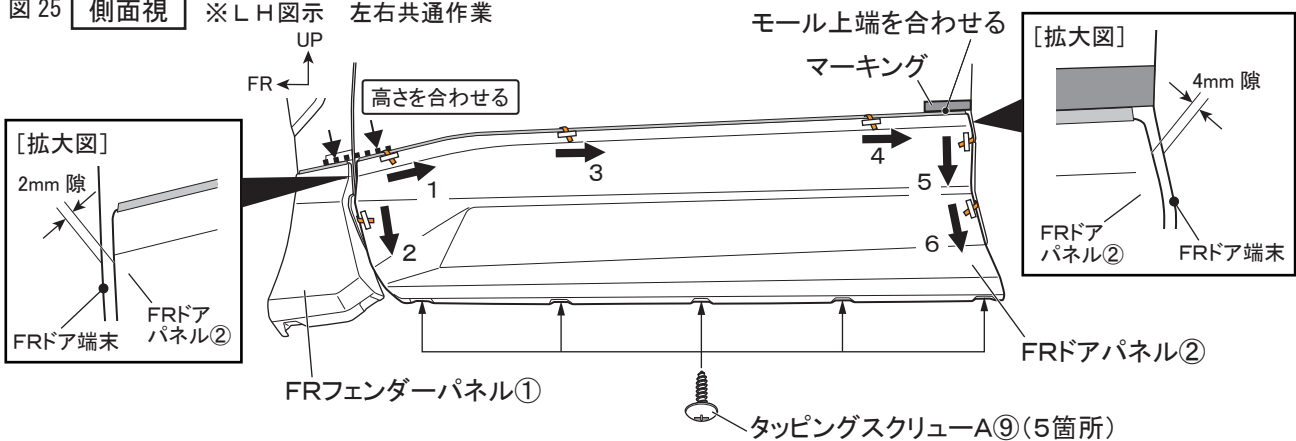 図 25 側面視 ※ＬＨ図示 左右共通作業
UP
FR
高さを合わせる
モール上端を合わせる
マーキング
[拡大図]
2mm 隙
FRドア端末
FRドア
パネル②
[拡大図]
4mm 隙
FRドア
パネル②
FRドア端末
1
2
3
4
5
6
FRフェンダーパネル①
FRドアパネル②
タッピングスクリューA⑨(5箇所)